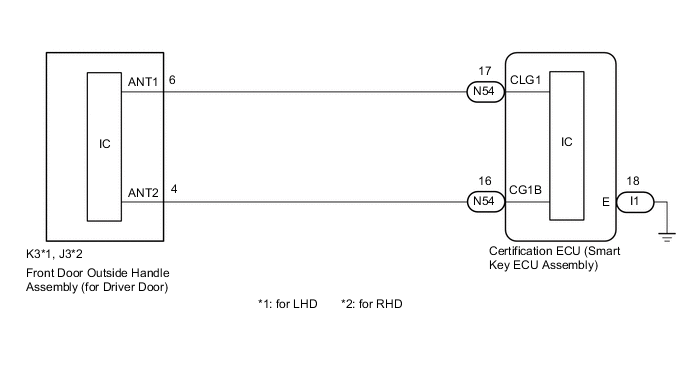 17
ANT1 6 CLG1
N54
IC IC
16 18
ANT2 4 CG1B
N54 E I1
K3*1, J3*2
Front Door Outside Handle
Assembly (for Driver Door)
Certification ECU (Smart
Key ECU Assembly)
*1: for LHD *2: for RHD